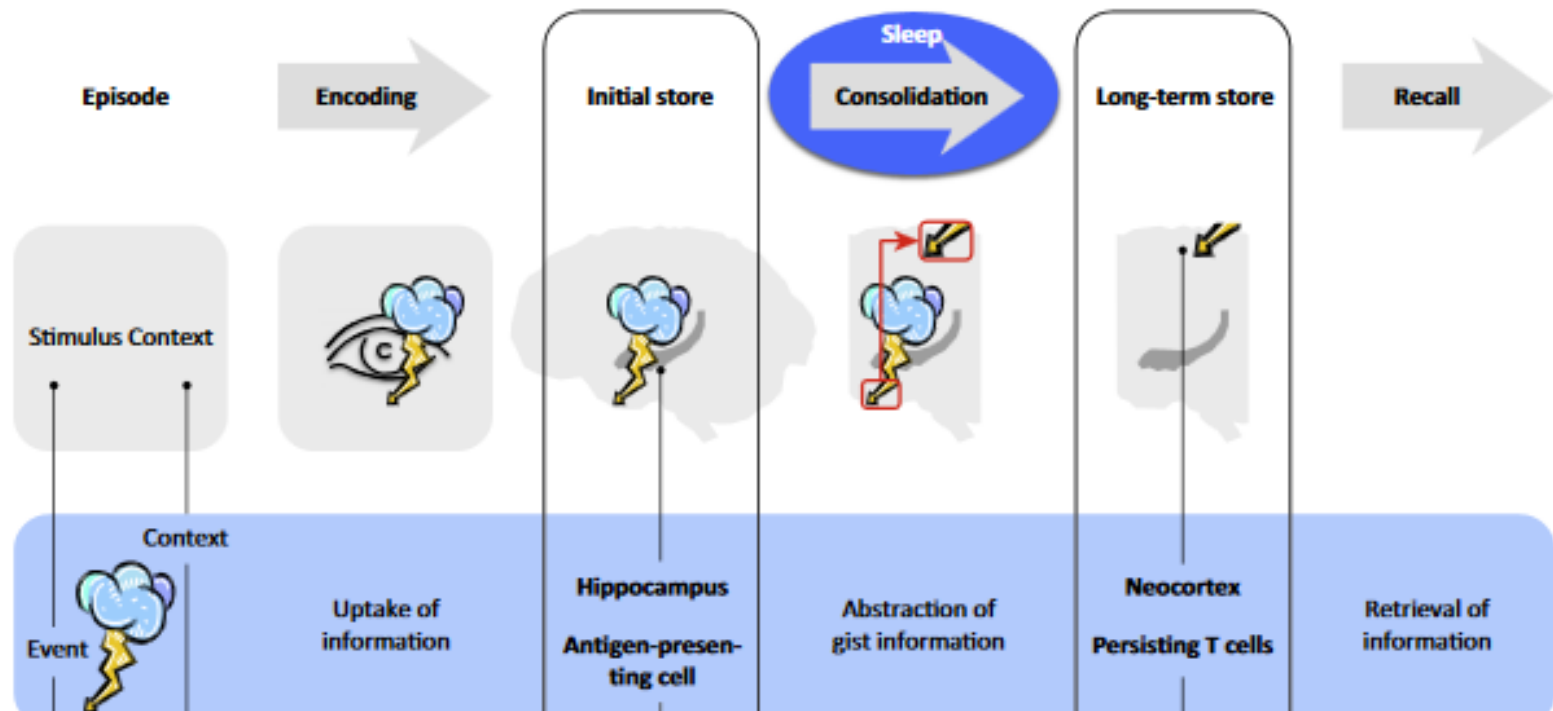 Sleep
Episode
Encoding
Initial store
Consolidation
Long-term store
Recall
Stimulus Context
C
Context
Event
Uptake of
information
Hippocampus
Antigen-presen-
ting cell
Abstraction of
gist information
Neocortex
Persisting T cells
Retrieval of
information